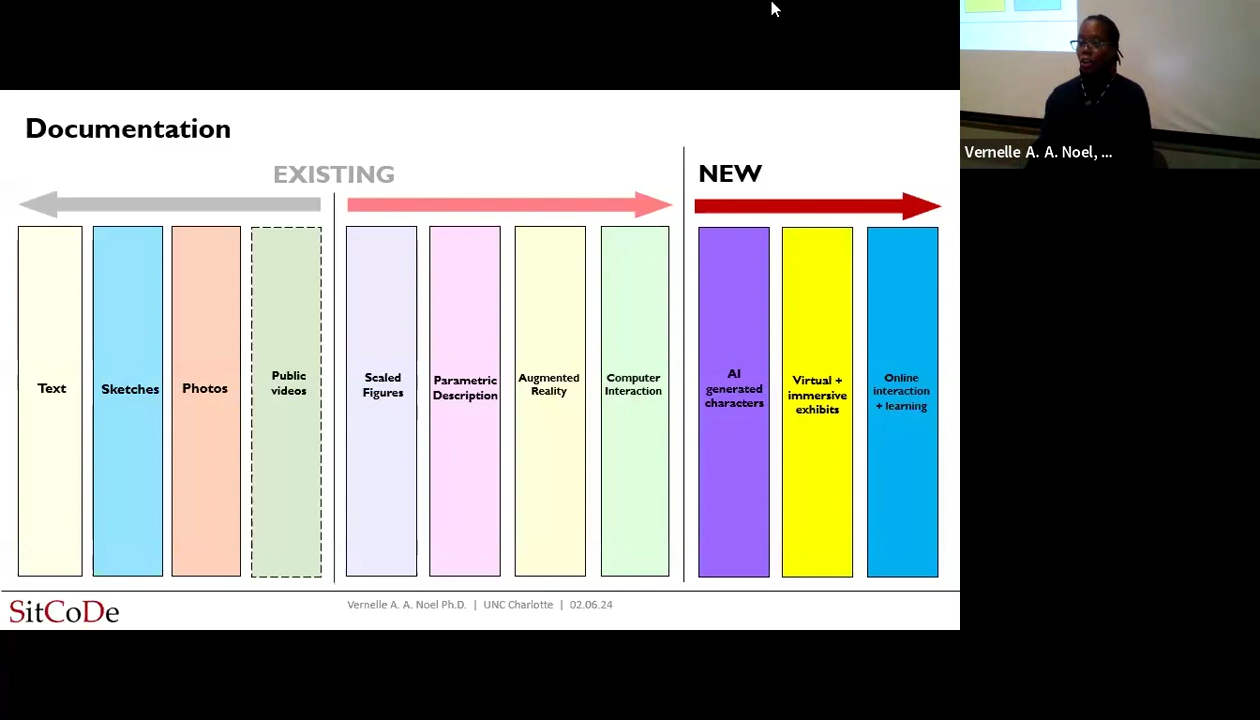 Documentation
EXISTING
NEW
Text
Sketches
Photos
Public
videos
Scaled
Figures
Parametric
Description
Augmented
Reality
Computer
Interaction
AI
generated
characters
Virtual +
immersive
exhibits
Online
interaction
+ learning
SitCoDe
Vernelle A. A. Noel Ph.D. | UNC Charlotte | 02.06.24
Vernelle A. A. Noel, ...